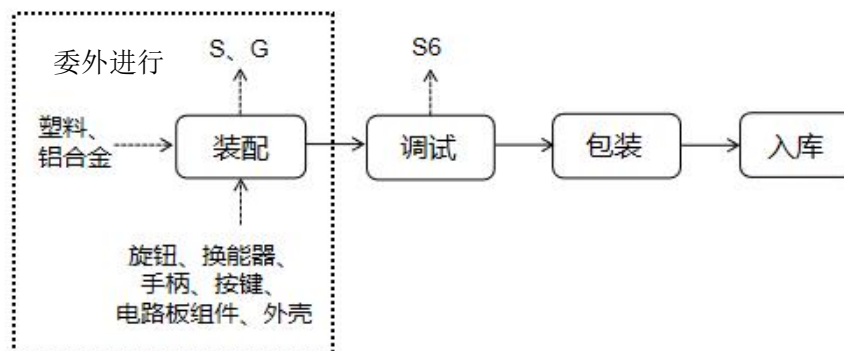 委外进行
S、G
S6
塑料、
铝合金
装配
调试
包装
入库
旋钮、换能器、
手柄、按键、
电路板组件、外壳